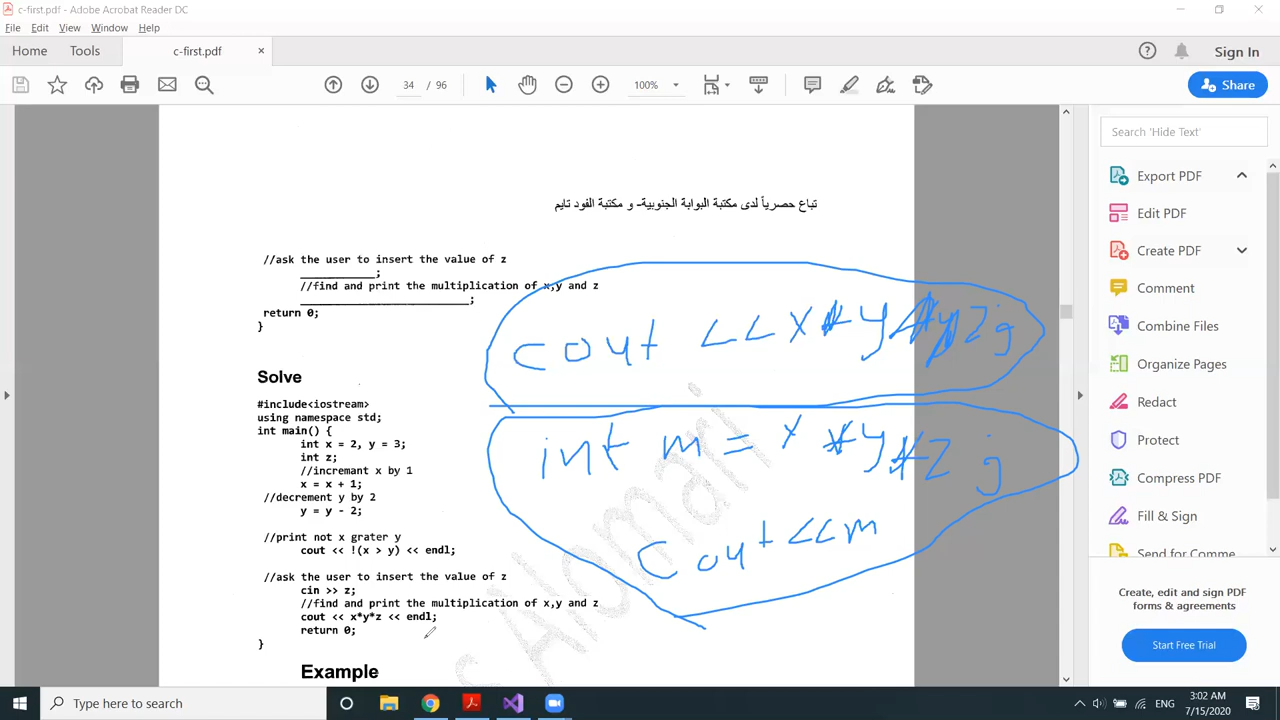 c-first.pdf - Adobe Acrobat Reader DC
File Edit View Window Help
Home Tools c-first.pdf × Sign In
34 / 96 100% Share
Search 'Hide Text'
Export PDF
Edit PDF
Create PDF
Comment
Combine Files
Organize Pages
Redact
Protect
Compress PDF
Fill & Sign
Send for Comme
Create, edit and sign PDF
forms & agreements
Start Free Trial
تباع حصرياً لدى مكتبة البوابة الجنوبية- و مكتبة الفود تايم
//ask the user to insert the value of z
____________;
//find and print the multiplication of x,y and z
___________________________;
return 0;
}
Solve
#include<iostream>
using namespace std;
int main() {
int x = 2, y = 3;
int z;
//incremant x by 1
x = x + 1;
//decrement y by 2
y = y - 2;
//print not x grater y
cout << !(x > y) << endl;
//ask the user to insert the value of z
cin >> z;
//find and print the multiplication of x,y and z
cout << x*y*z << endl;
return 0;
}
Example
cout << x * y * z ;
int m = x * y * z ;
Cout << m
Alomari
Type here to search
ENG
3:02 AM
7/15/2020